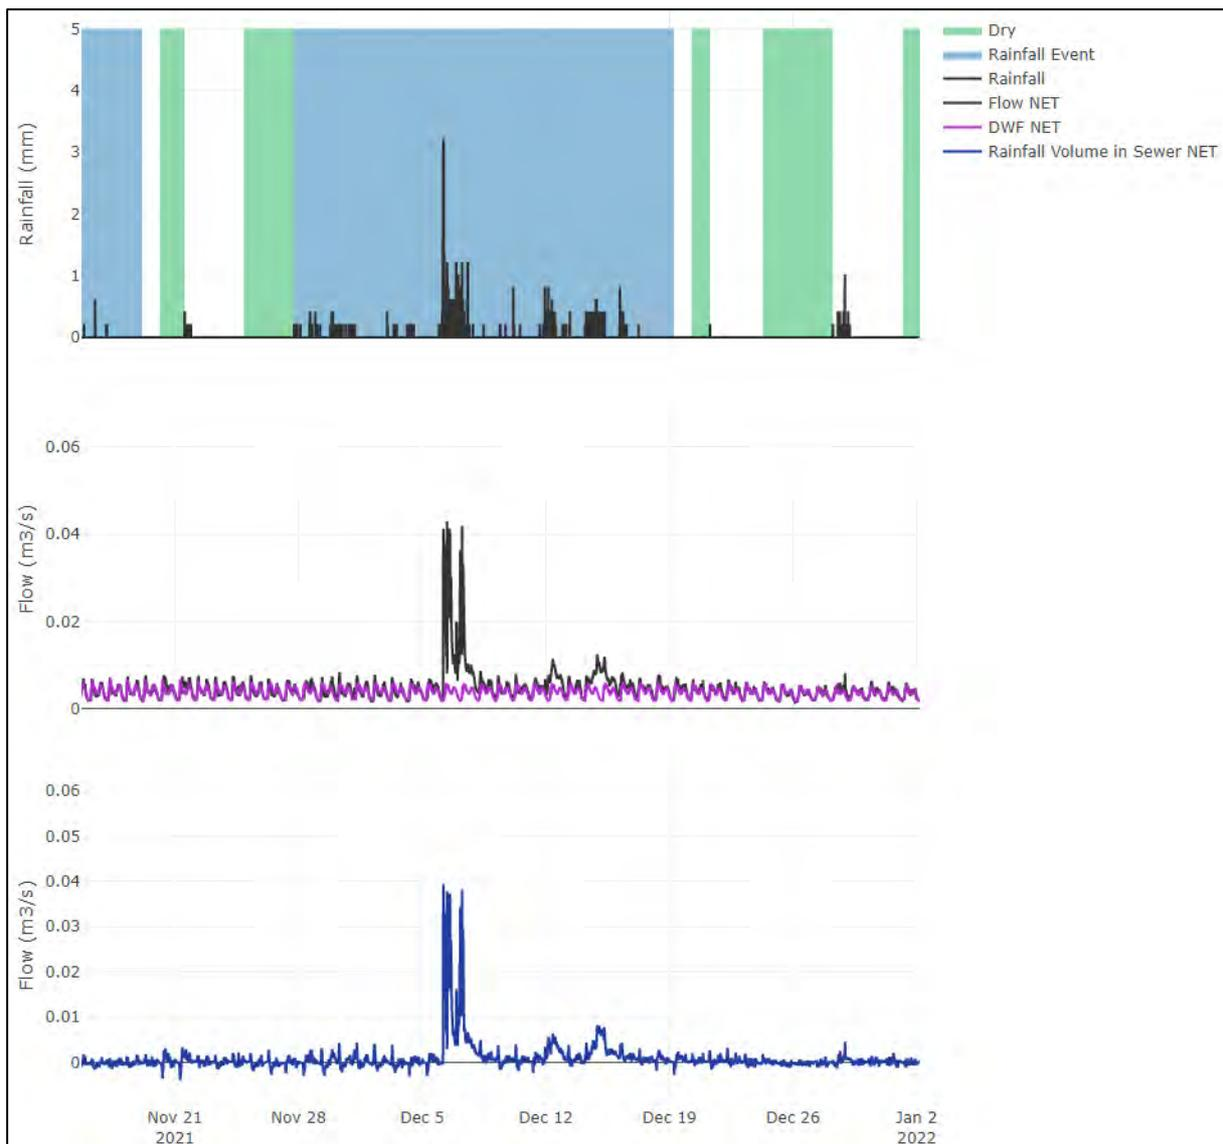 5
4
3
2
1
0
Rainfall (mm)
Dry
Rainfall Event
Rainfall
Flow NET
DWF NET
Rainfall Volume in Sewer NET
0.06
0.04
0.02
0
Flow (m3/s)
0.06
0.05
0.04
0.03
0.02
0.01
0
Flow (m3/s)
Nov 21 Nov 28 Dec 5 Dec 12 Dec 19 Dec 26 Jan 2
2021 2022